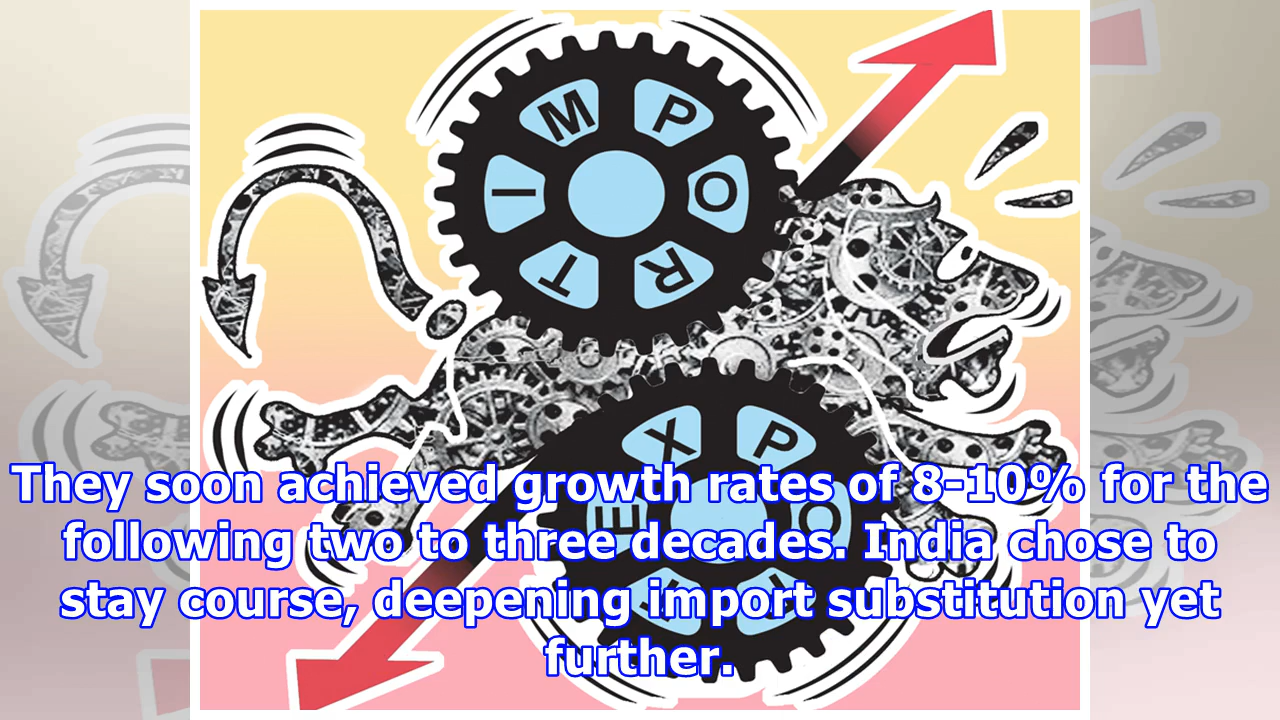 IMPORT
EXPORT
They soon achieved growth rates of 8-10% for the
following two to three decades. India chose to
stay course, deepening import substitution yet
further.